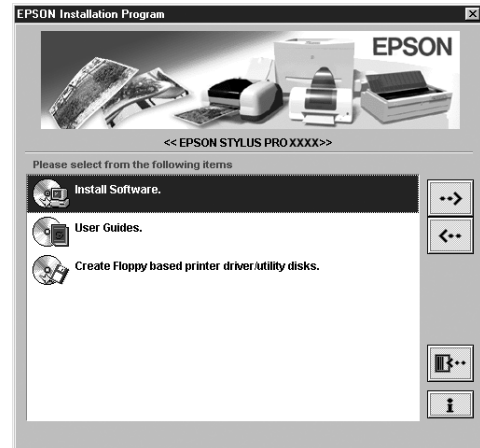 EPSON Installation Program
EPSON
<< EPSON STYLUS PRO XXXX>>
Please select from the following items
Install Software.
User Guides.
Create Floppy based printer driver/utility disks.